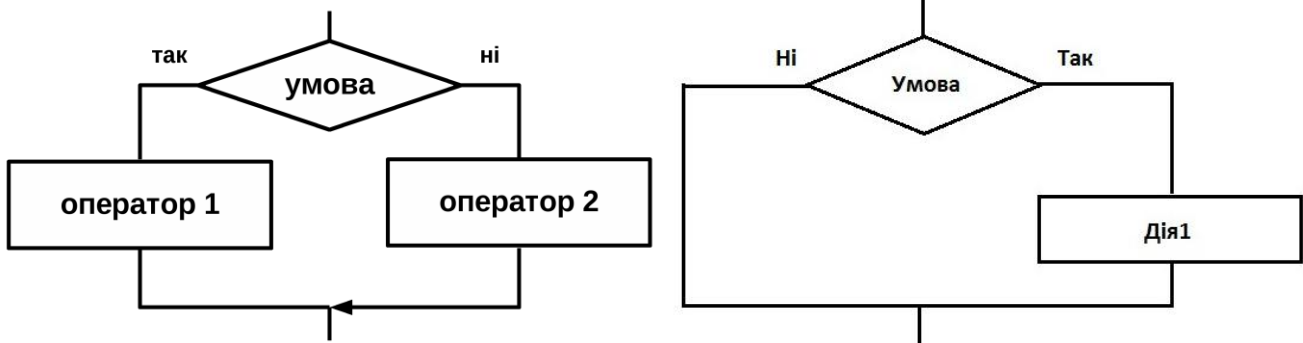 так
ні
умова
оператор 1
оператор 2
Ні
Так
Умова
Дія1